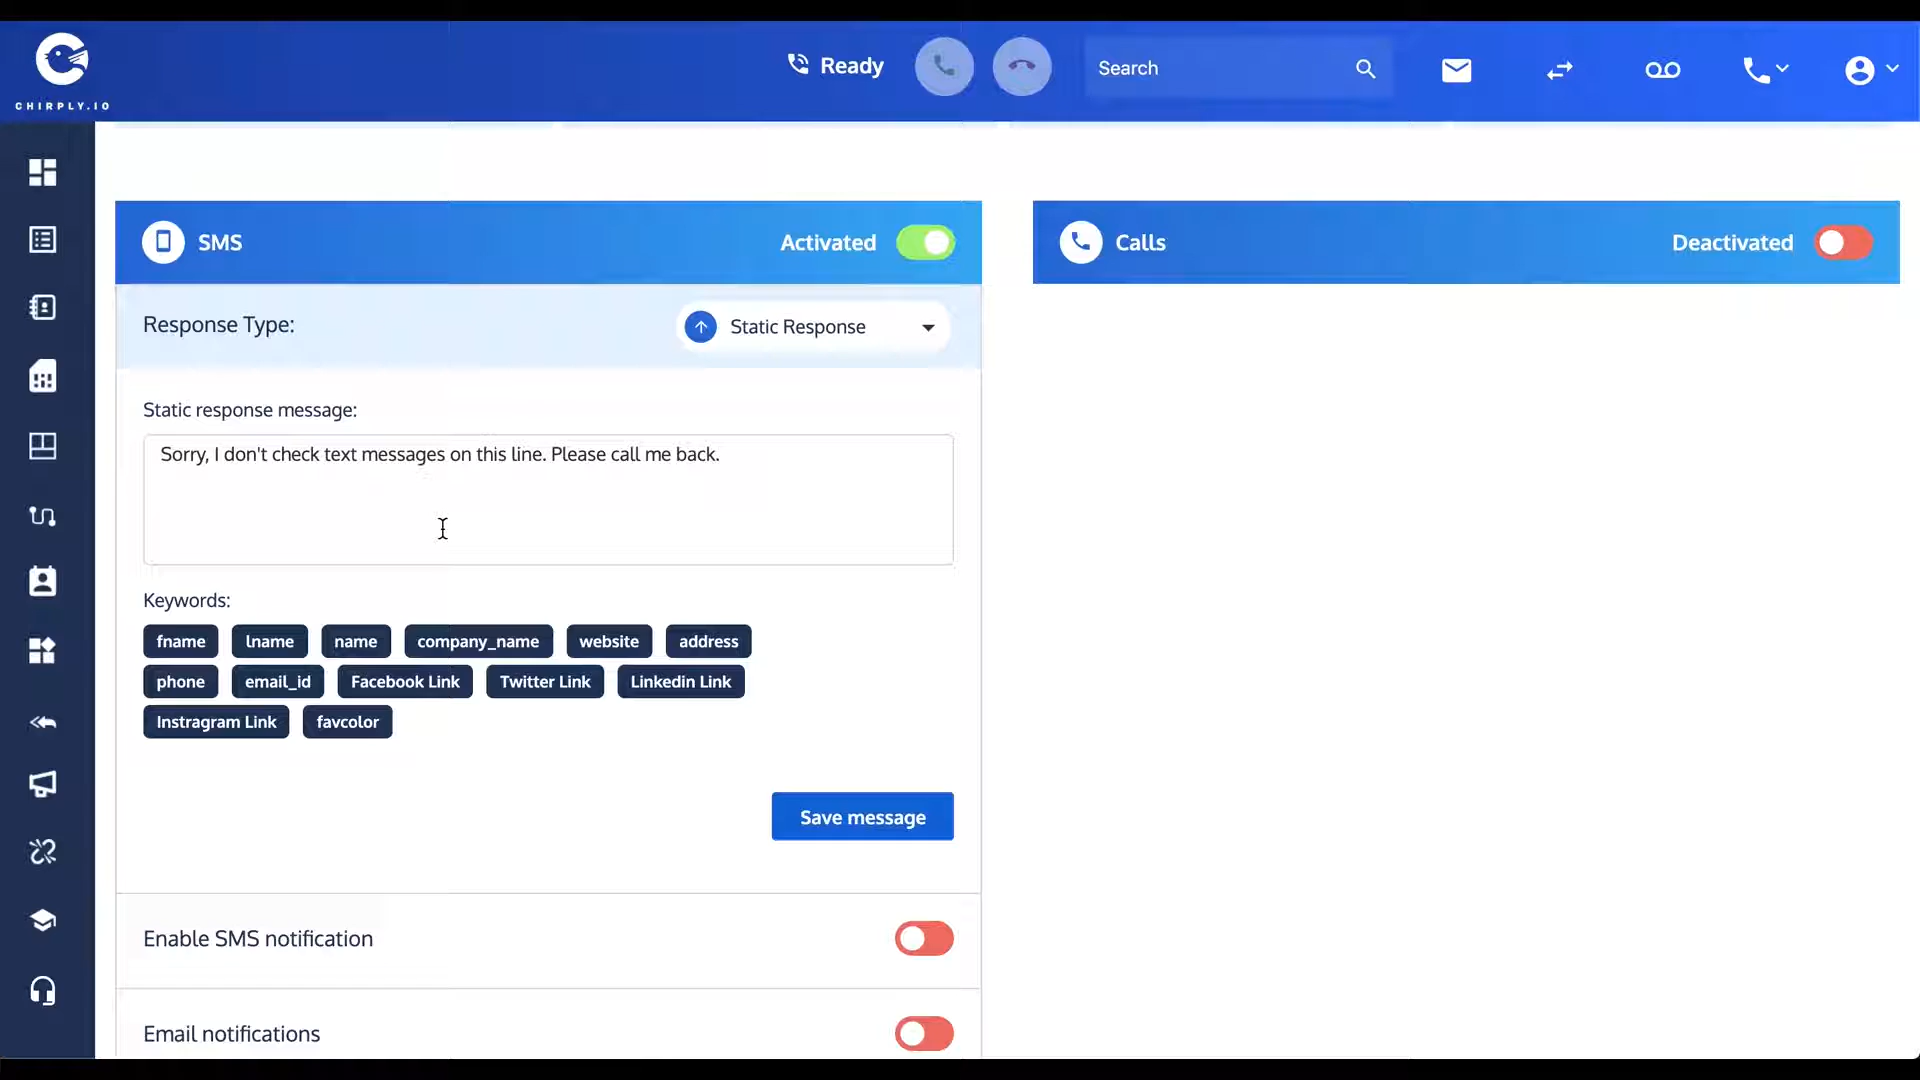 CHIRPLY.IO
Ready
Search
SMS
Activated
Calls
Deactivated
Response Type:
Static Response
Static response message:
Sorry, I don't check text messages on this line. Please call me back.
Keywords:
fname lname name company_name website address
phone email_id Facebook Link Twitter Link Linkedin Link
Instragram Link favcolor
Save message
Enable SMS notification
Email notifications